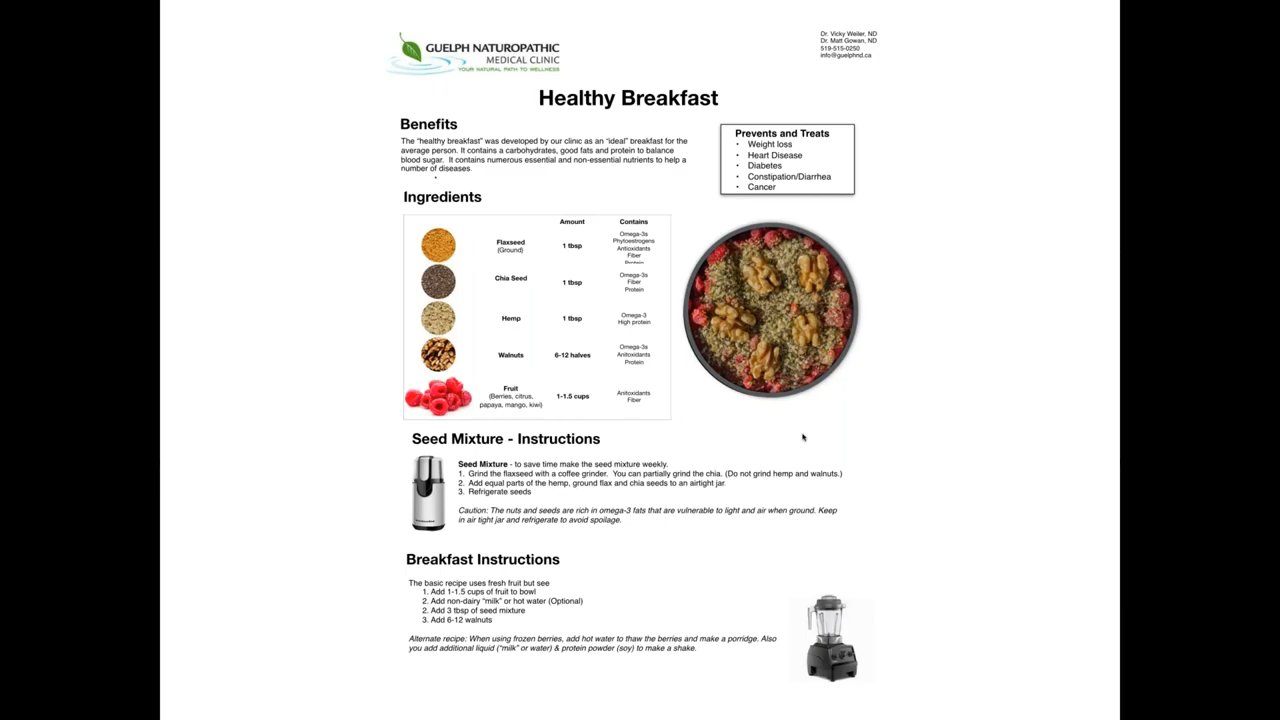 GUELPH NATUROPATHIC
MEDICAL CLINIC
YOUR NATURAL PATH TO WELLNESS
Dr. Vicky Weiler, ND
Dr. Matt Gowan, ND
519-515-0250
info@guelphnd.ca
Healthy Breakfast
Benefits
The "healthy breakfast" was developed by our clinic as an "ideal" breakfast for the
average person. It contains a carbohydrates, good fats and protein to balance
blood sugar. It contains numerous essential and non-essential nutrients to help a
number of diseases.
•
Prevents and Treats
• Weight loss
• Heart Disease
• Diabetes
• Constipation/Diarrhea
• Cancer
Ingredients
Amount Contains
Flaxseed
(Ground)
1 tbsp
Omega-3s
Phytoestrogens
Antioxidants
Fiber
Protein
Chia Seed
1 tbsp
Omega-3s
Fiber
Protein
Hemp
1 tbsp
Omega-3
High protein
Walnuts
6-12 halves
Omega-3s
Anitoxidants
Protein
Fruit
(Berries, citrus,
papaya, mango, kiwi)
1-1.5 cups
Anitoxidants
Fiber
Seed Mixture - Instructions
Seed Mixture - to save time make the seed mixture weekly.
1. Grind the flaxseed with a coffee grinder. You can partially grind the chia. (Do not grind hemp and walnuts.)
2. Add equal parts of the hemp, ground flax and chia seeds to an airtight jar.
3. Refrigerate seeds
Caution: The nuts and seeds are rich in omega-3 fats that are vulnerable to light and air when ground. Keep
in air tight jar and refrigerate to avoid spoilage.
Breakfast Instructions
The basic recipe uses fresh fruit but see
1. Add 1-1.5 cups of fruit to bowl
2. Add non-dairy "milk" or hot water (Optional)
2. Add 3 tbsp of seed mixture
3. Add 6-12 walnuts
Alternate recipe: When using frozen berries, add hot water to thaw the berries and make a porridge. Also
you add additional liquid ("milk" or water) & protein powder (soy) to make a shake.